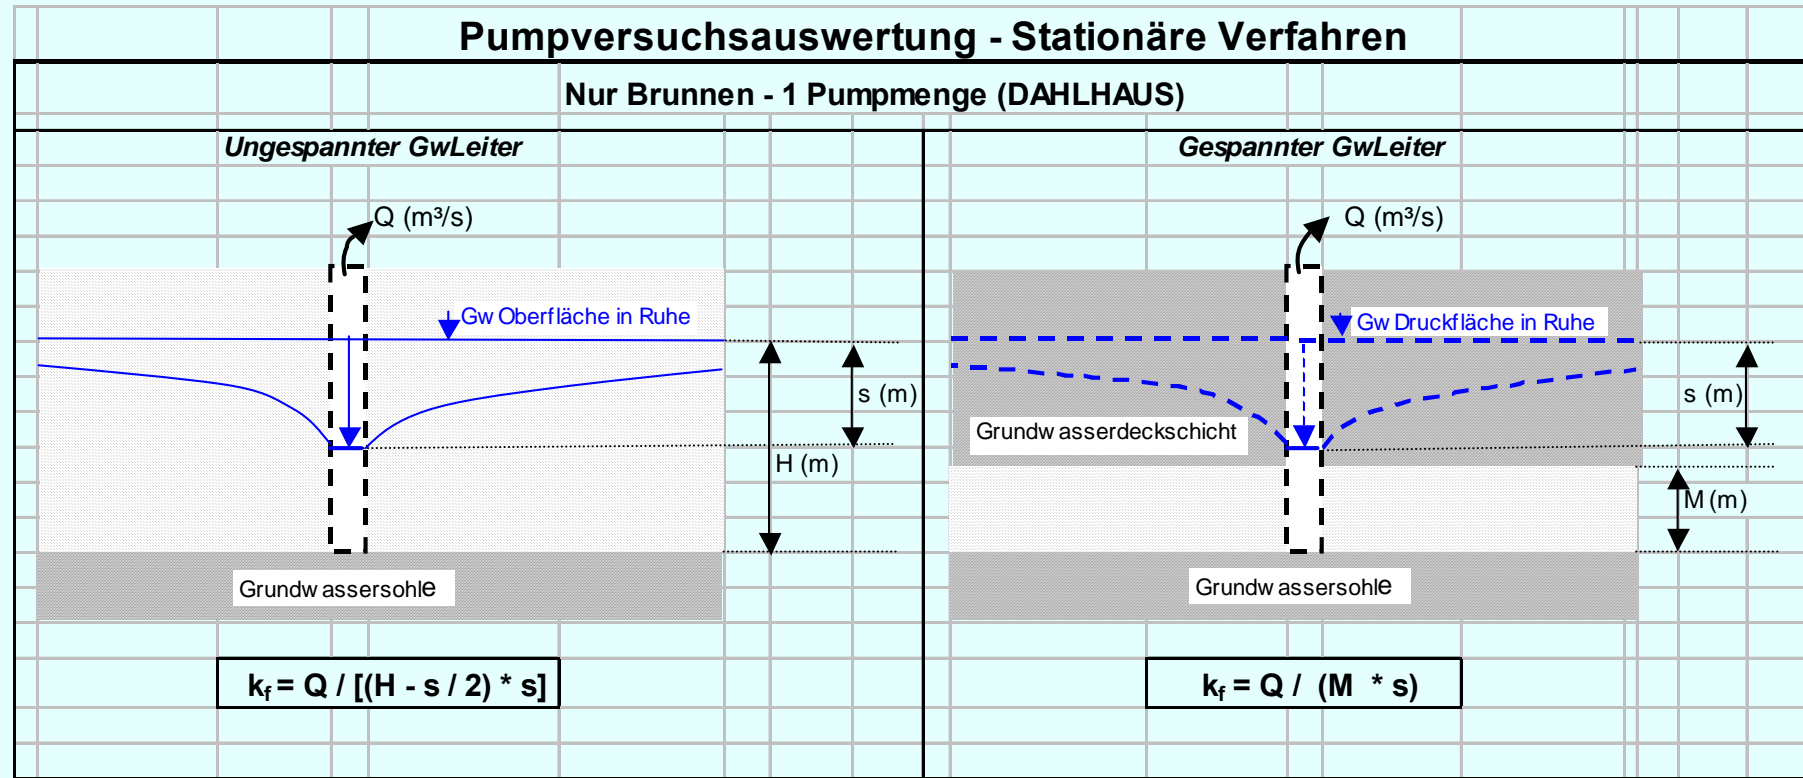 Pumpversuchsauswertung - Stationäre Verfahren
Nur Brunnen - 1 Pumpmenge (DAHLHAUS)
Ungespannter GwLeiter
Q (m³/s)
Gw Oberfläche in Ruhe
s (m)
H (m)
Grundwassersohle
kf = Q / [(H - s / 2) * s]
Gespannter GwLeiter
Q (m³/s)
Gw Druckfläche in Ruhe
s (m)
Grundwasserdeckschicht
M (m)
Grundwassersohle
kf = Q / (M * s)